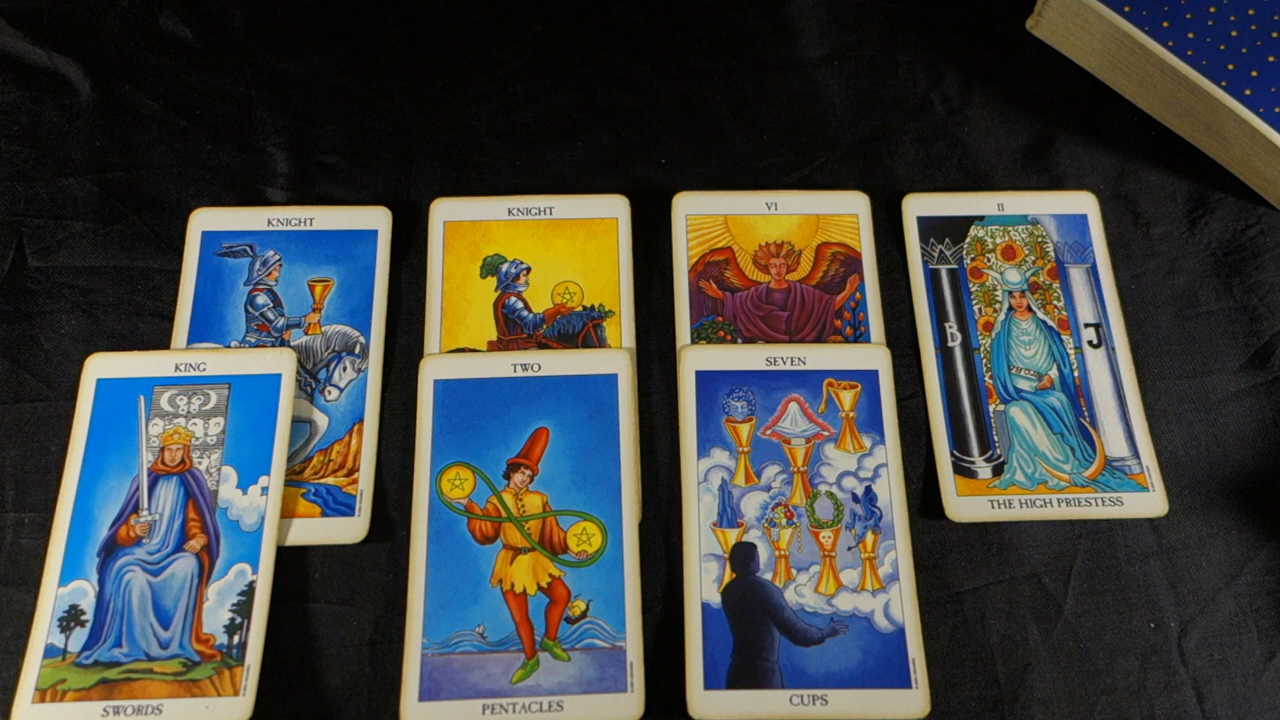 KNIGHT
KNIGHT
VI
II
B
J
THE HIGH PRIESTESS
KING
SWORDS
TWO
PENTACLES
SEVEN
CUPS